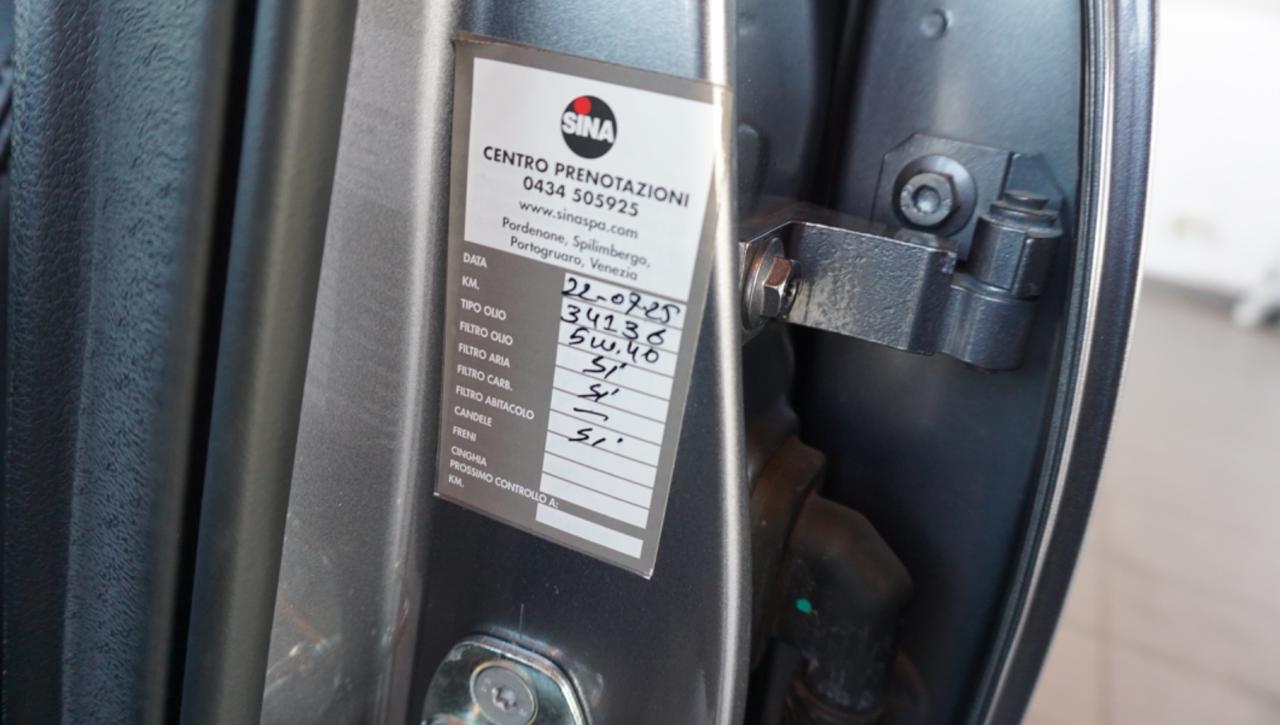 SINA
CENTRO PRENOTAZIONI
0434 505925
www.sinaspa.com
Pordenone, Spilimbergo,
Portogruaro, Venezia
DATA 22-07-25
KM. 34136
TIPO OLIO 5W.40
FILTRO OLIO SI
FILTRO ARIA SI
FILTRO CARB. —
FILTRO ABITACOLO SI
CANDELE
FRENI
CINGHIA
PROSSIMO CONTROLLO A:
KM.